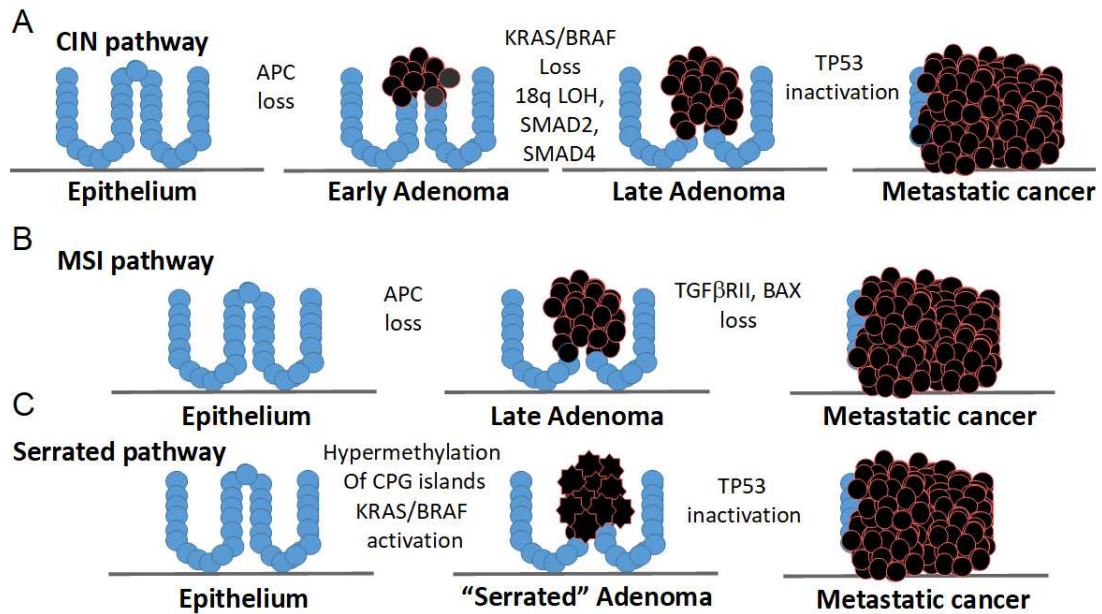 A
CIN pathway
APC
loss
KRAS/BRAF
Loss
18q LOH,
SMAD2,
SMAD4
TP53
inactivation
Epithelium
Early Adenoma
Late Adenoma
Metastatic cancer
B
MSI pathway
APC
loss
TGFβRII, BAX
loss
Epithelium
Late Adenoma
Metastatic cancer
C
Serrated pathway
Hypermethylation
Of CPG islands
KRAS/BRAF
activation
TP53
inactivation
Epithelium
“Serrated” Adenoma
Metastatic cancer